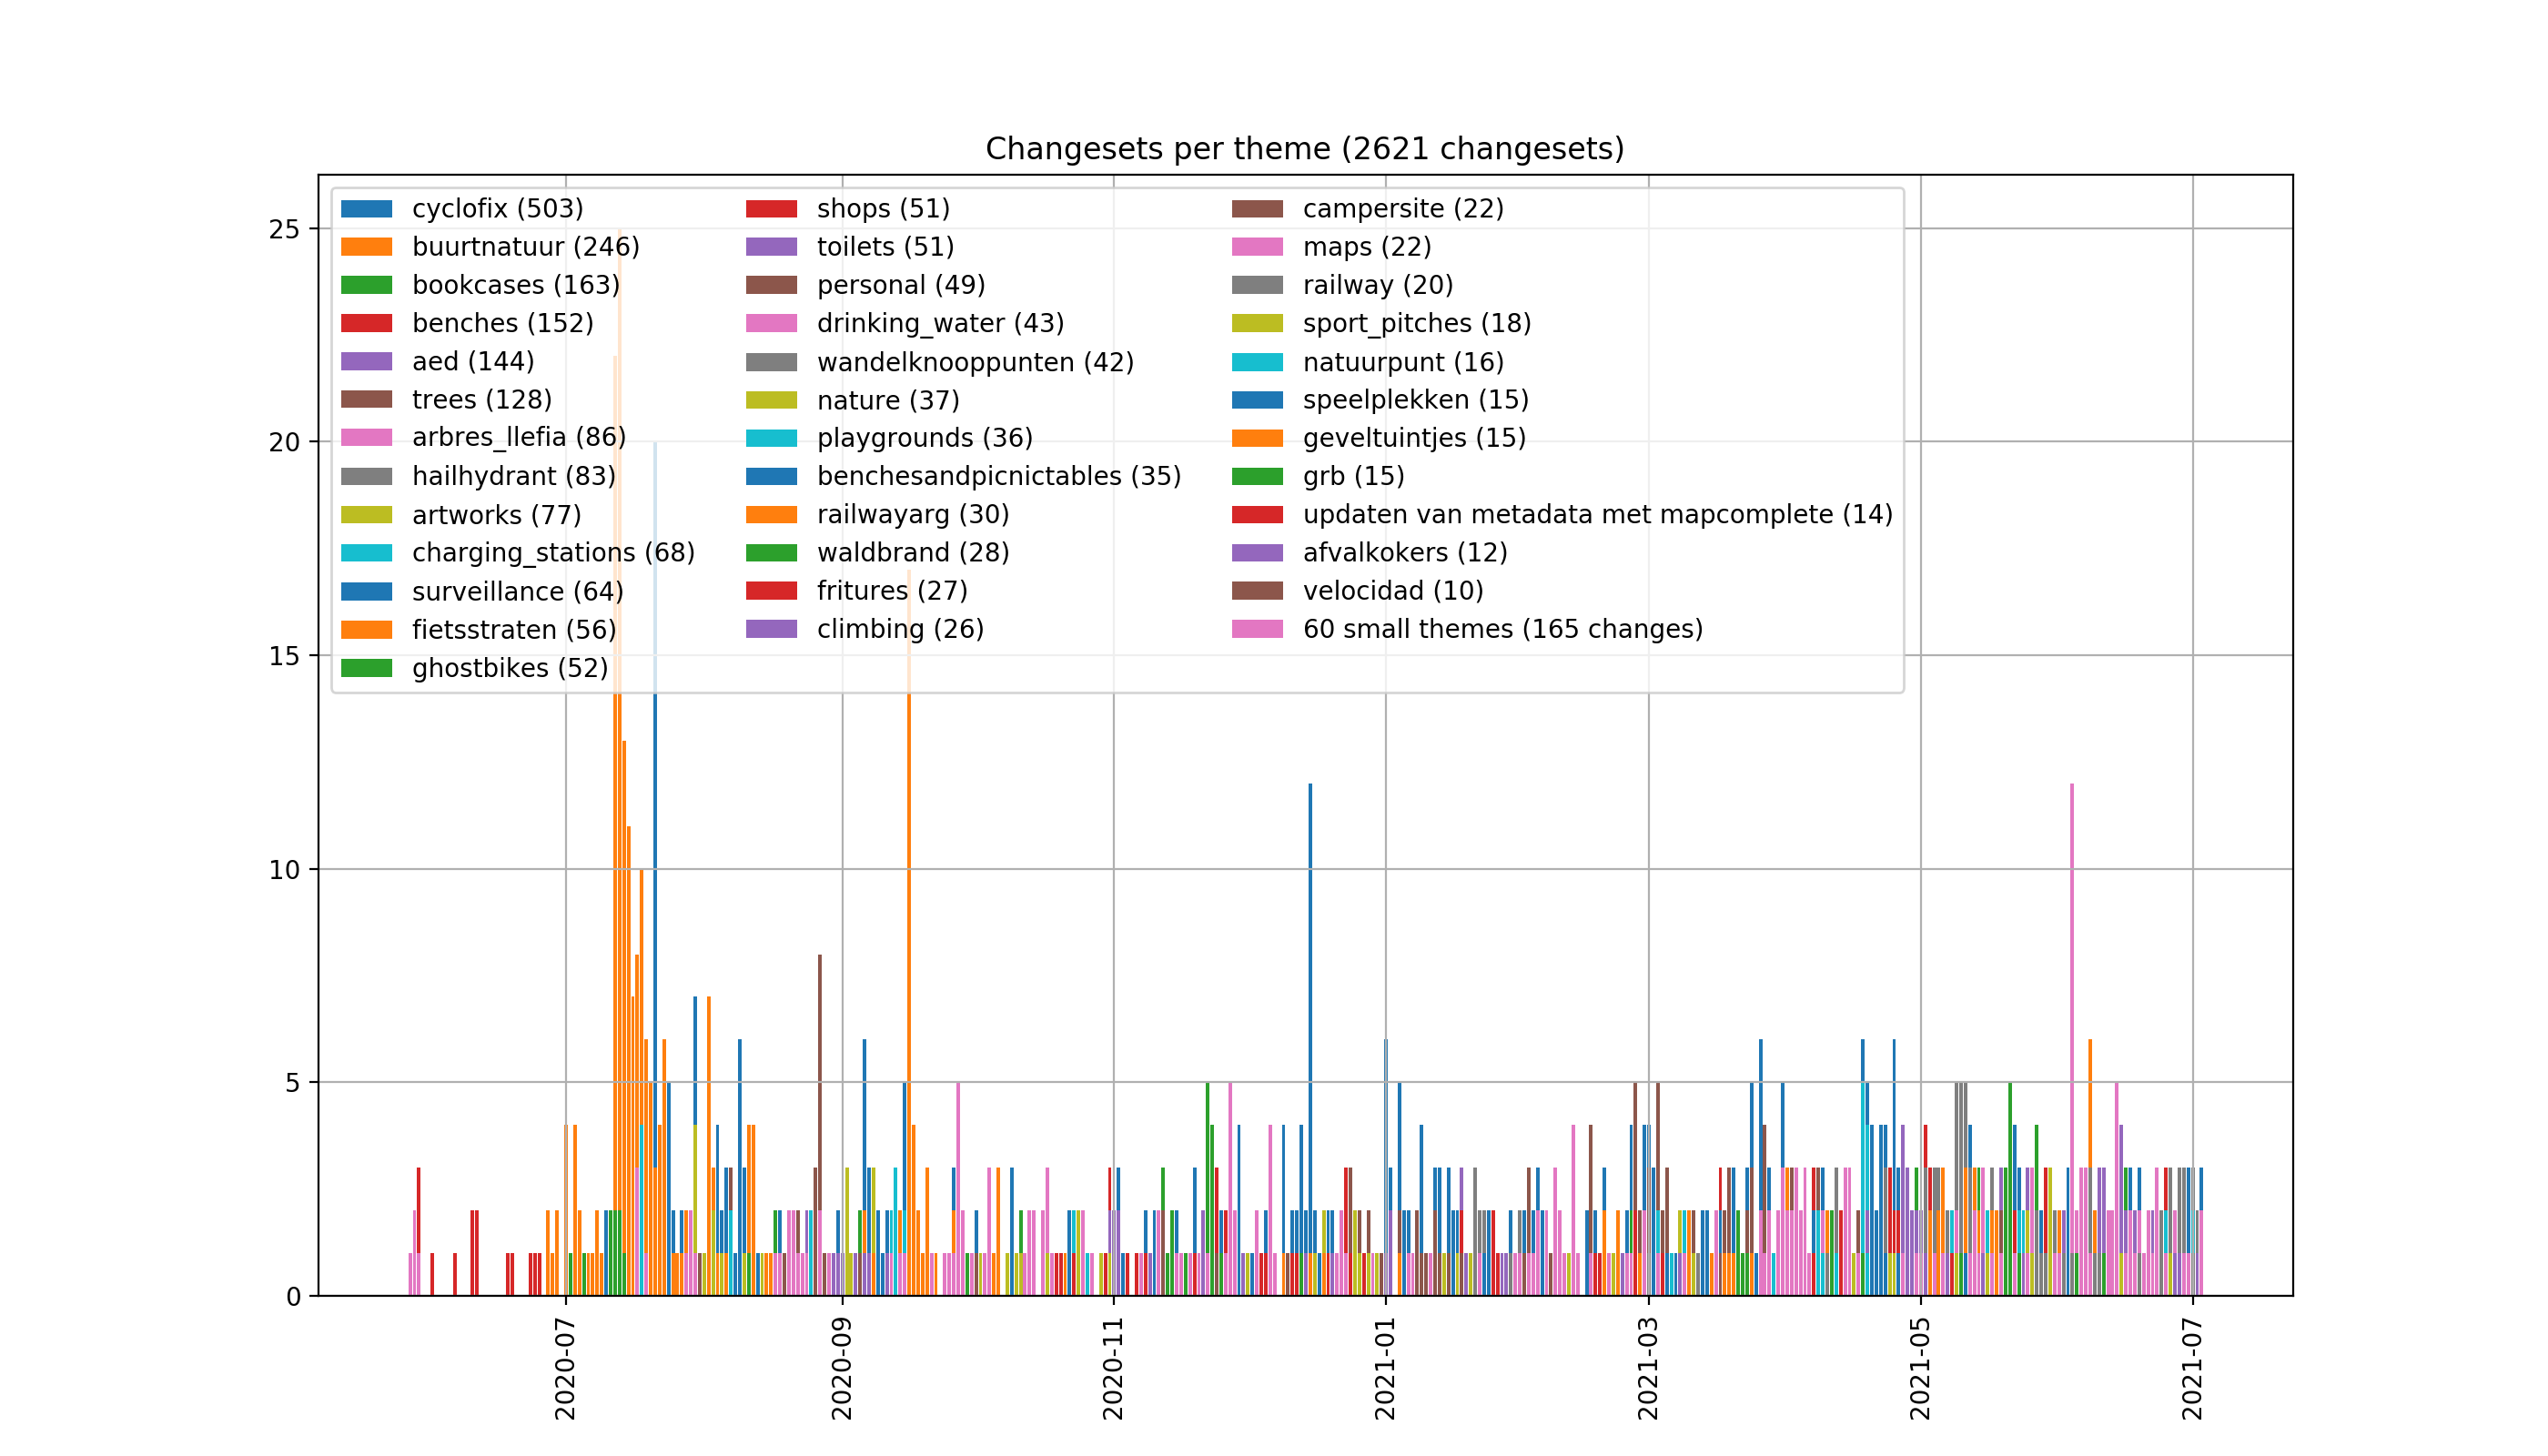 Changesets per theme (2621 changesets)
cyclofix (503)
buurtnatuur (246)
bookcases (163)
benches (152)
aed (144)
trees (128)
arbres_llefia (86)
hailhydrant (83)
artworks (77)
charging_stations (68)
surveillance (64)
fietsstraten (56)
ghostbikes (52)
shops (51)
toilets (51)
personal (49)
drinking_water (43)
wandelknooppunten (42)
nature (37)
playgrounds (36)
benchesandpicnictables (35)
railwayarg (30)
waldbrand (28)
fritures (27)
climbing (26)
campersite (22)
maps (22)
railway (20)
sport_pitches (18)
natuurpunt (16)
speelplekken (15)
geveltuintjes (15)
grb (15)
updaten van metadata met mapcomplete (14)
afvalkokers (12)
velocidad (10)
60 small themes (165 changes)
25
20
15
10
5
0
2020-07
2020-09
2020-11
2021-01
2021-03
2021-05
2021-07